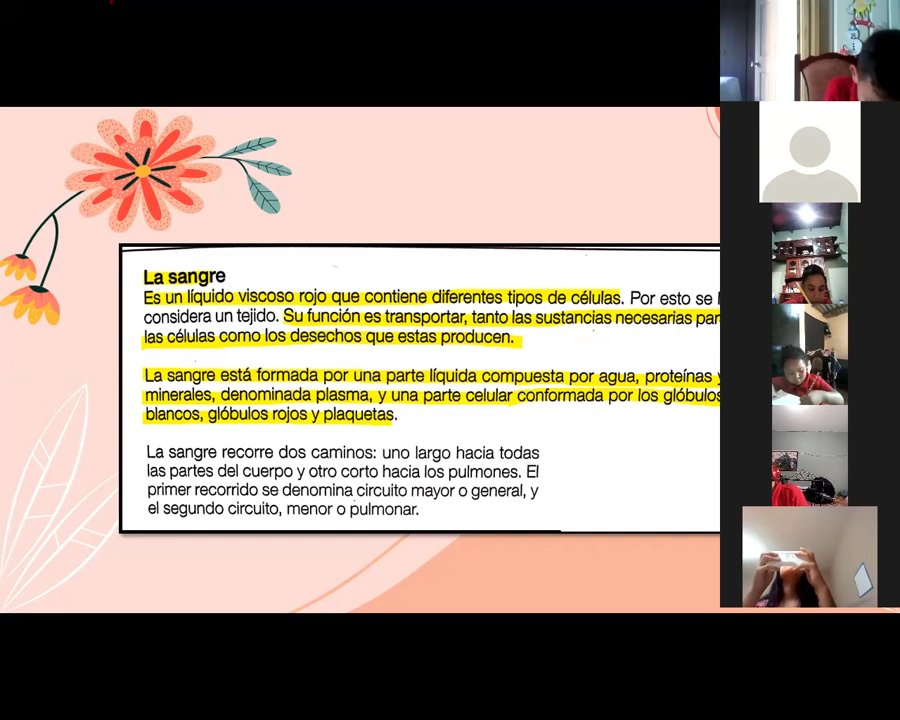 La sangre
Es un líquido viscoso rojo que contiene diferentes tipos de células. Por esto se
considera un tejido. Su función es transportar, tanto las sustancias necesarias
las células como los desechos que estas producen.
La sangre está formada por una parte líquida compuesta por agua, proteínas y
minerales, denominada plasma, y una parte celular conformada por los glóbulos
blancos, glóbulos rojos y plaquetas.
La sangre recorre dos caminos: uno largo hacia todas
las partes del cuerpo y otro corto hacia los pulmones. El
primer recorrido se denomina circuito mayor o general, y
el segundo circuito, menor o pulmonar.